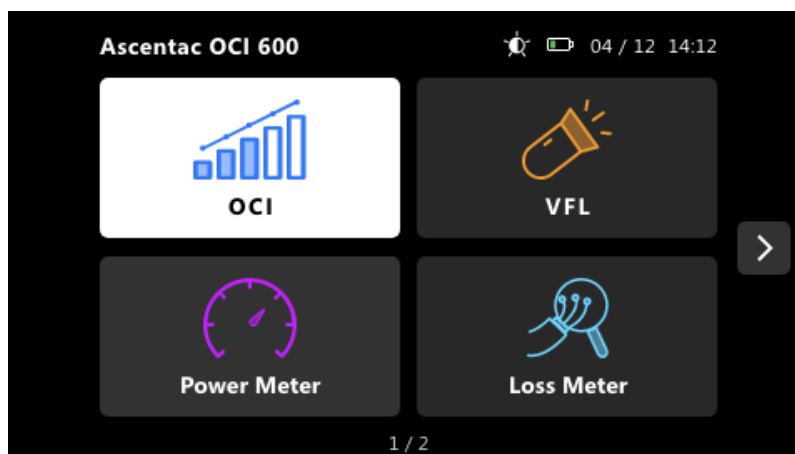 Ascentac OCI 600 04 / 12 14:12
OCI
VFL
Power Meter
Loss Meter
1 / 2